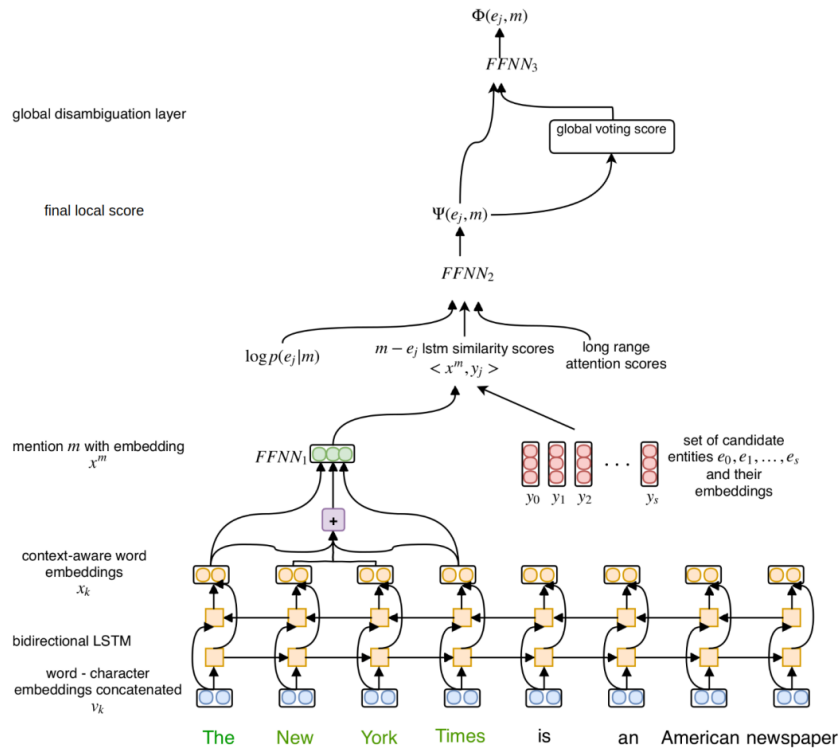 Φ(e_j, m)
FFNN_3
global disambiguation layer
global voting score
final local score
Ψ(e_j, m)
FFNN_2
log p(e_j|m)
m − e_j lstm similarity scores
< x^m, y_j >
long range
attention scores
mention m with embedding
x^m
FFNN_1
set of candidate
entities e_0, e_1, . . . , e_s
and their
embeddings
y_0 y_1 y_2 . . . y_s
+
context-aware word
embeddings
x_k
bidirectional LSTM
word - character
embeddings concatenated
v_k
The New York Times is an American newspaper